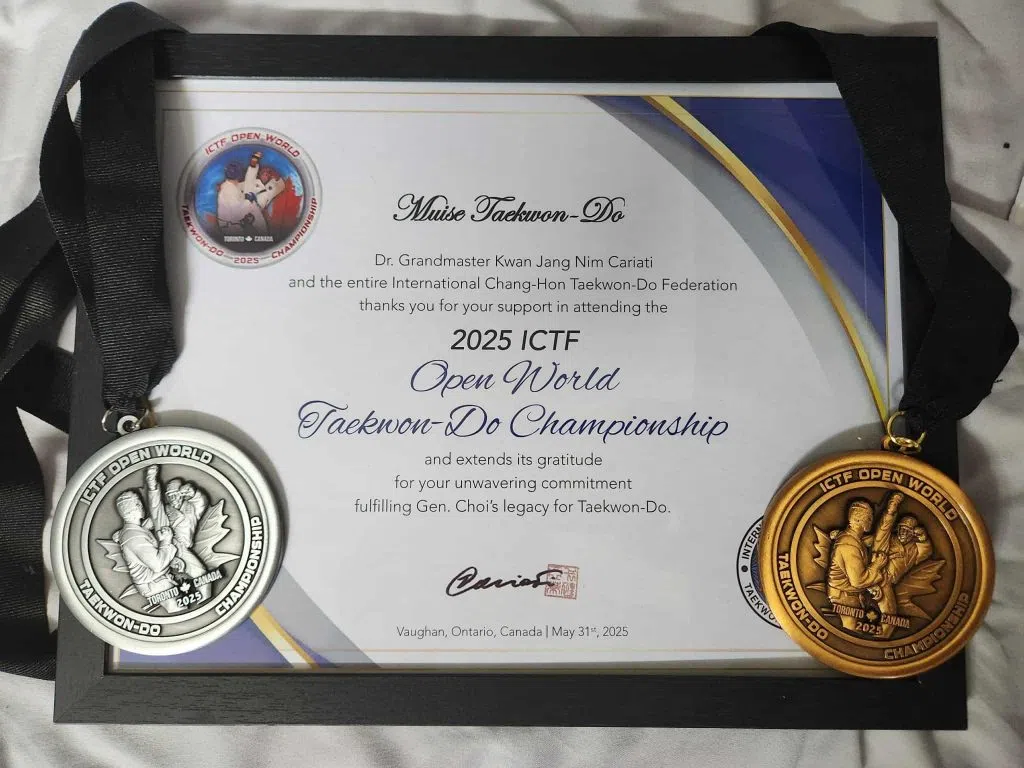 ICTF OPEN WORLD
TAEKWON-DO 2025 CHAMPIONSHIP
TORONTO CANADA
Muise Taekwon-Do
Dr. Grandmaster Kwan Jang Nim Cariati
and the entire International Chang-Hon Taekwon-Do Federation
thanks you for your support in attending the
2025 ICTF
Open World
Taekwon-Do Championship
and extends its gratitude
for your unwavering commitment
fulfilling Gen. Choi's legacy for Taekwon-Do.
Vaughan, Ontario, Canada | May 31st, 2025
ICTF OPEN WORLD
TAEKWON-DO CHAMPIONSHIP
TORONTO CANADA
2025
INTERN
TAEKW
ICTF OPEN WORLD
TAEKWON-DO CHAMPIONSHIP
TORONTO CANADA
2025